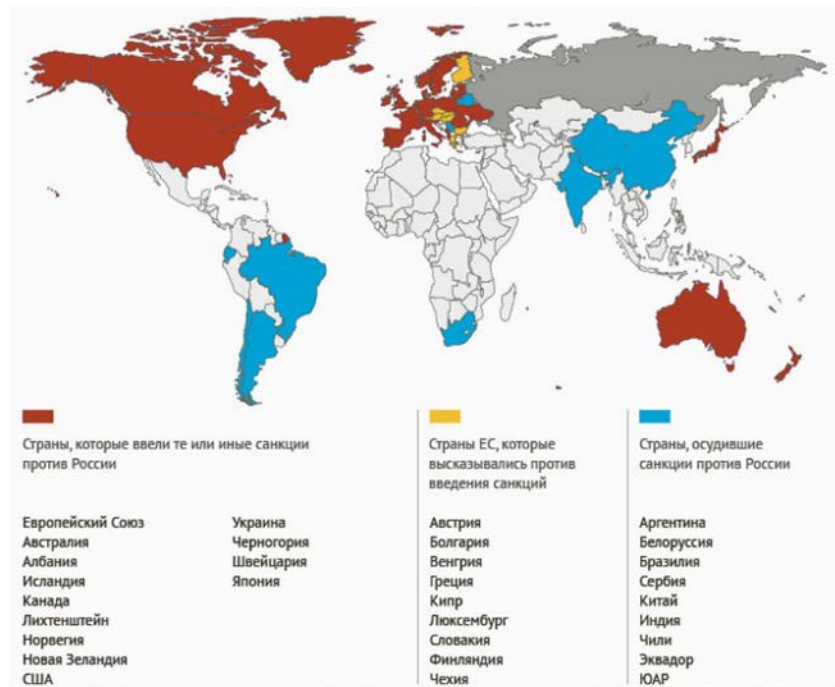 Страны, которые ввели те или иные санкции
против России
Европейский Союз
Австралия
Албания
Исландия
Канада
Лихтенштейн
Норвегия
Новая Зеландия
США
Украина
Черногория
Швейцария
Япония
Страны ЕС, которые
высказывались против
введения санкций
Австрия
Болгария
Венгрия
Греция
Кипр
Люксембург
Словакия
Финляндия
Чехия
Страны, осудившие
санкции против России
Аргентина
Белоруссия
Бразилия
Сербия
Китай
Индия
Чили
Эквадор
ЮАР